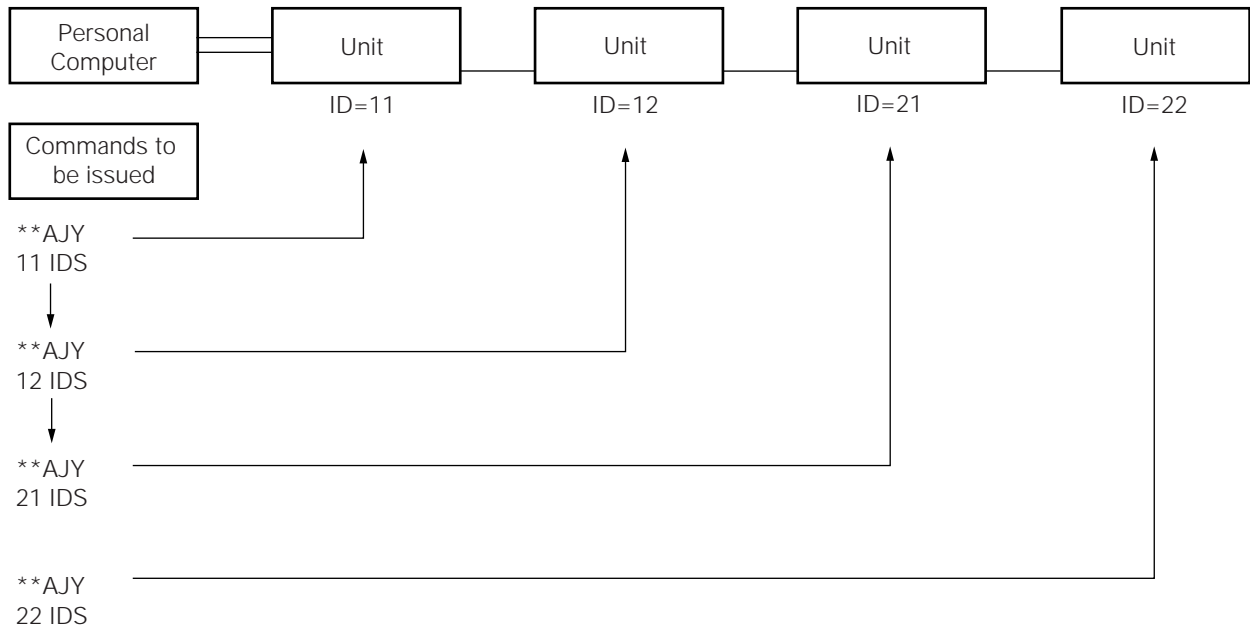 Personal
Computer
Unit
Unit
Unit
Unit
ID=11
ID=12
ID=21
ID=22
Commands to
be issued
**AJY
11 IDS
**AJY
12 IDS
**AJY
21 IDS
**AJY
22 IDS